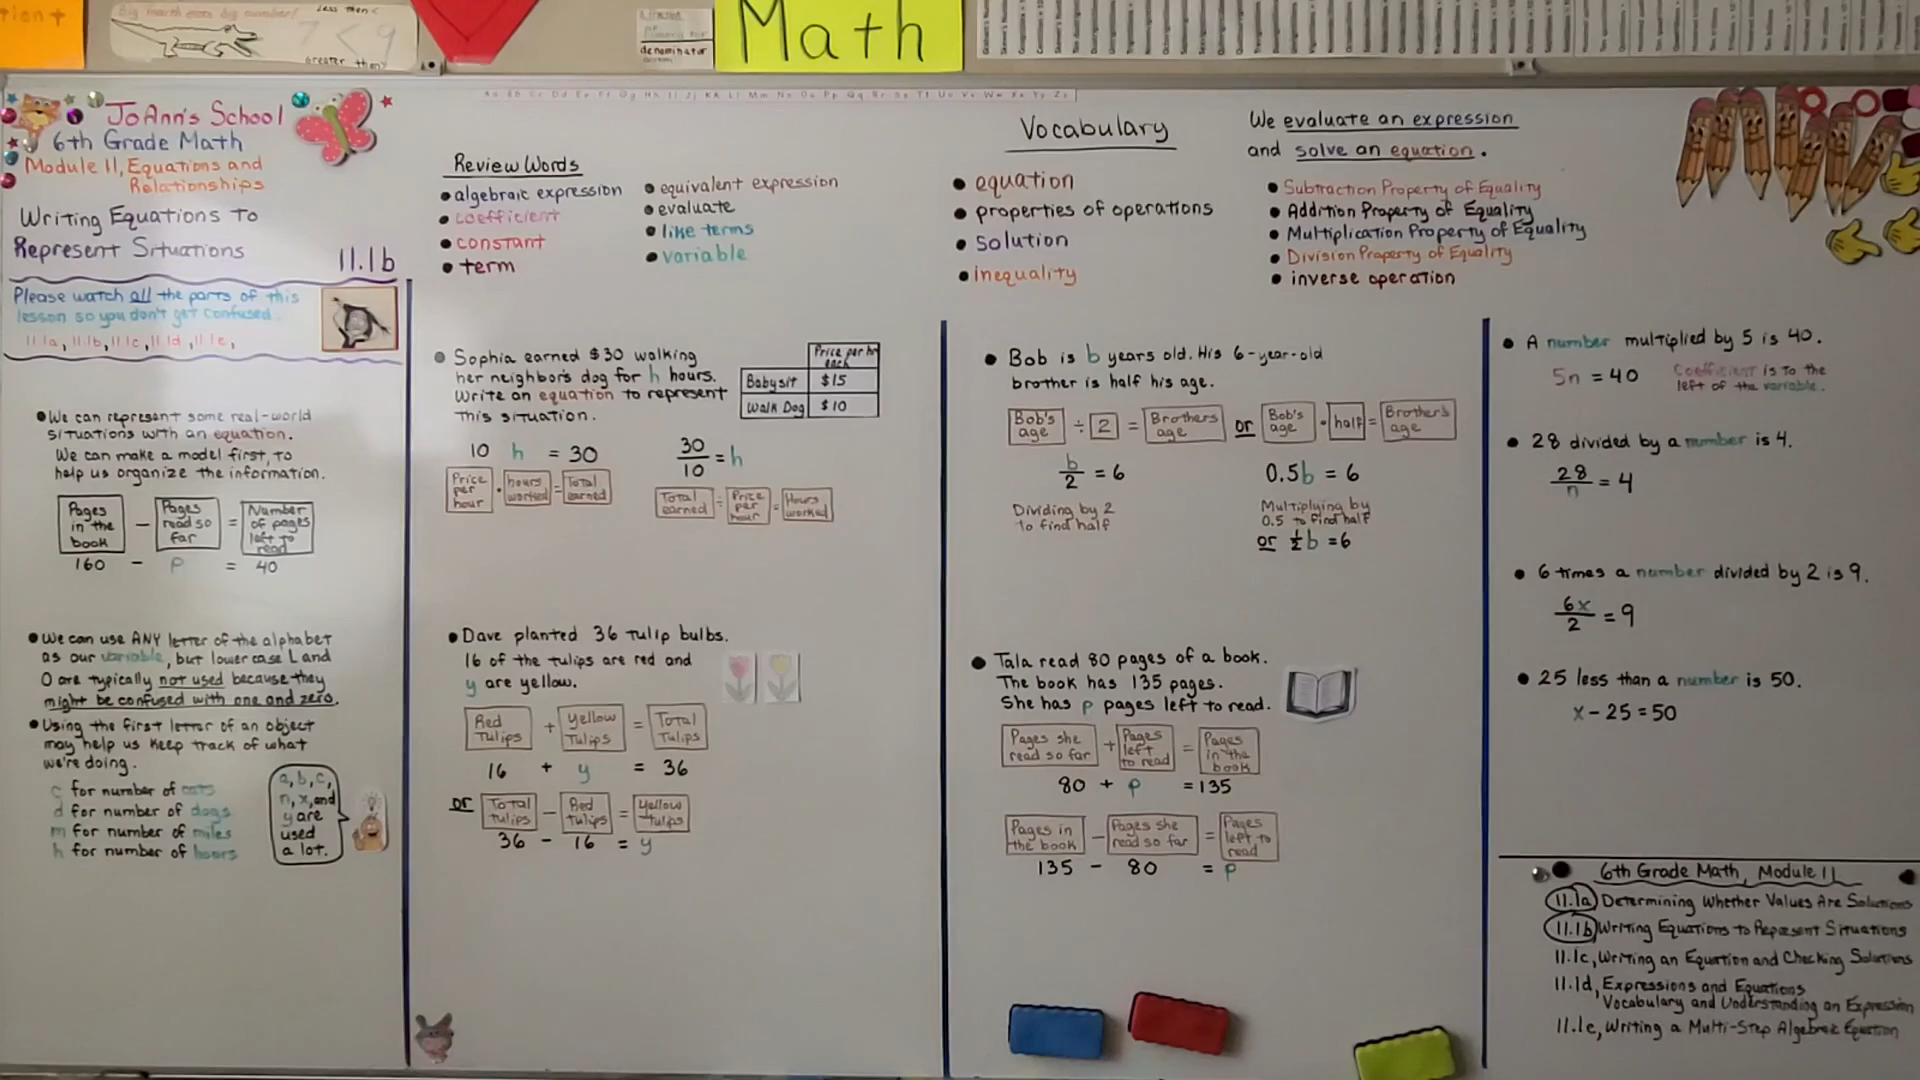 Big mouth eats big number!
Less then <
7 < 9
greater then >
denominator
Math
JoAnn's School
6th Grade Math
Module 11, Equations and
Relationships
Writing Equations to
Represent Situations
11.1b
Please watch all the parts of this
lesson so you don't get confused.
11.1a, 11.1b, 11.1c, 11.1d, 11.1e,
• We can represent some real-world
situations with an equation.
We can make a model first, to
help us organize the information.
Pages in the book − Pages read so far = Number of pages left to read
160 − p = 40
• We can use ANY letter of the alphabet
as our variable, but lower case L and
O are typically not used because they
might be confused with one and zero.
• Using the first letter of an object
may help us keep track of what
we're doing.
c for number of cats
d for number of dogs
m for number of miles
h for number of hours
a, b, c,
n, x, and
y are
used
a lot.
Review Words
• algebraic expression
• coefficient
• constant
• term
• equivalent expression
• evaluate
• like terms
• variable
Vocabulary
• equation
• properties of operations
• solution
• inequality
We evaluate an expression
and solve an equation.
• Subtraction Property of Equality
• Addition Property of Equality
• Multiplication Property of Equality
• Division Property of Equality
• inverse operation
• Sophia earned $30 walking
her neighbor's dog for h hours.
Write an equation to represent
this situation.
Price per hr
each
Babysit $15
Walk Dog $10
10 h = 30
Price per hour • hours worked = Total earned
30/10 = h
Total earned ÷ Price per hour = Hours worked
• Dave planted 36 tulip bulbs.
16 of the tulips are red and
y are yellow.
Red Tulips + Yellow Tulips = Total Tulips
16 + y = 36
or Total tulips − Red tulips = Yellow tulips
36 − 16 = y
• Bob is b years old. His 6-year-old
brother is half his age.
Bob's age ÷ 2 = Brothers age or Bob's age • half = Brother's age
b/2 = 6
Dividing by 2
to find half
0.5b = 6
Multiplying by
0.5 to find half
or ½b = 6
• Tala read 80 pages of a book.
The book has 135 pages.
She has p pages left to read.
Pages she read so far + Pages left to read = Pages in the book
80 + p = 135
Pages in the book − Pages she read so far = Pages left to read
135 − 80 = p
• A number multiplied by 5 is 40.
5n = 40
Coefficient is to the
left of the variable.
• 28 divided by a number is 4.
28/n = 4
• 6 times a number divided by 2 is 9.
6x/2 = 9
• 25 less than a number is 50.
x − 25 = 50
6th Grade Math, Module 11
11.1a Determining Whether Values Are Solutions
11.1b Writing Equations to Represent Situations
11.1c, Writing an Equation and Checking Solutions
11.1d, Expressions and Equations
Vocabulary and Understanding an Expression
11.1e, Writing a Multi-Step Algebraic Equation